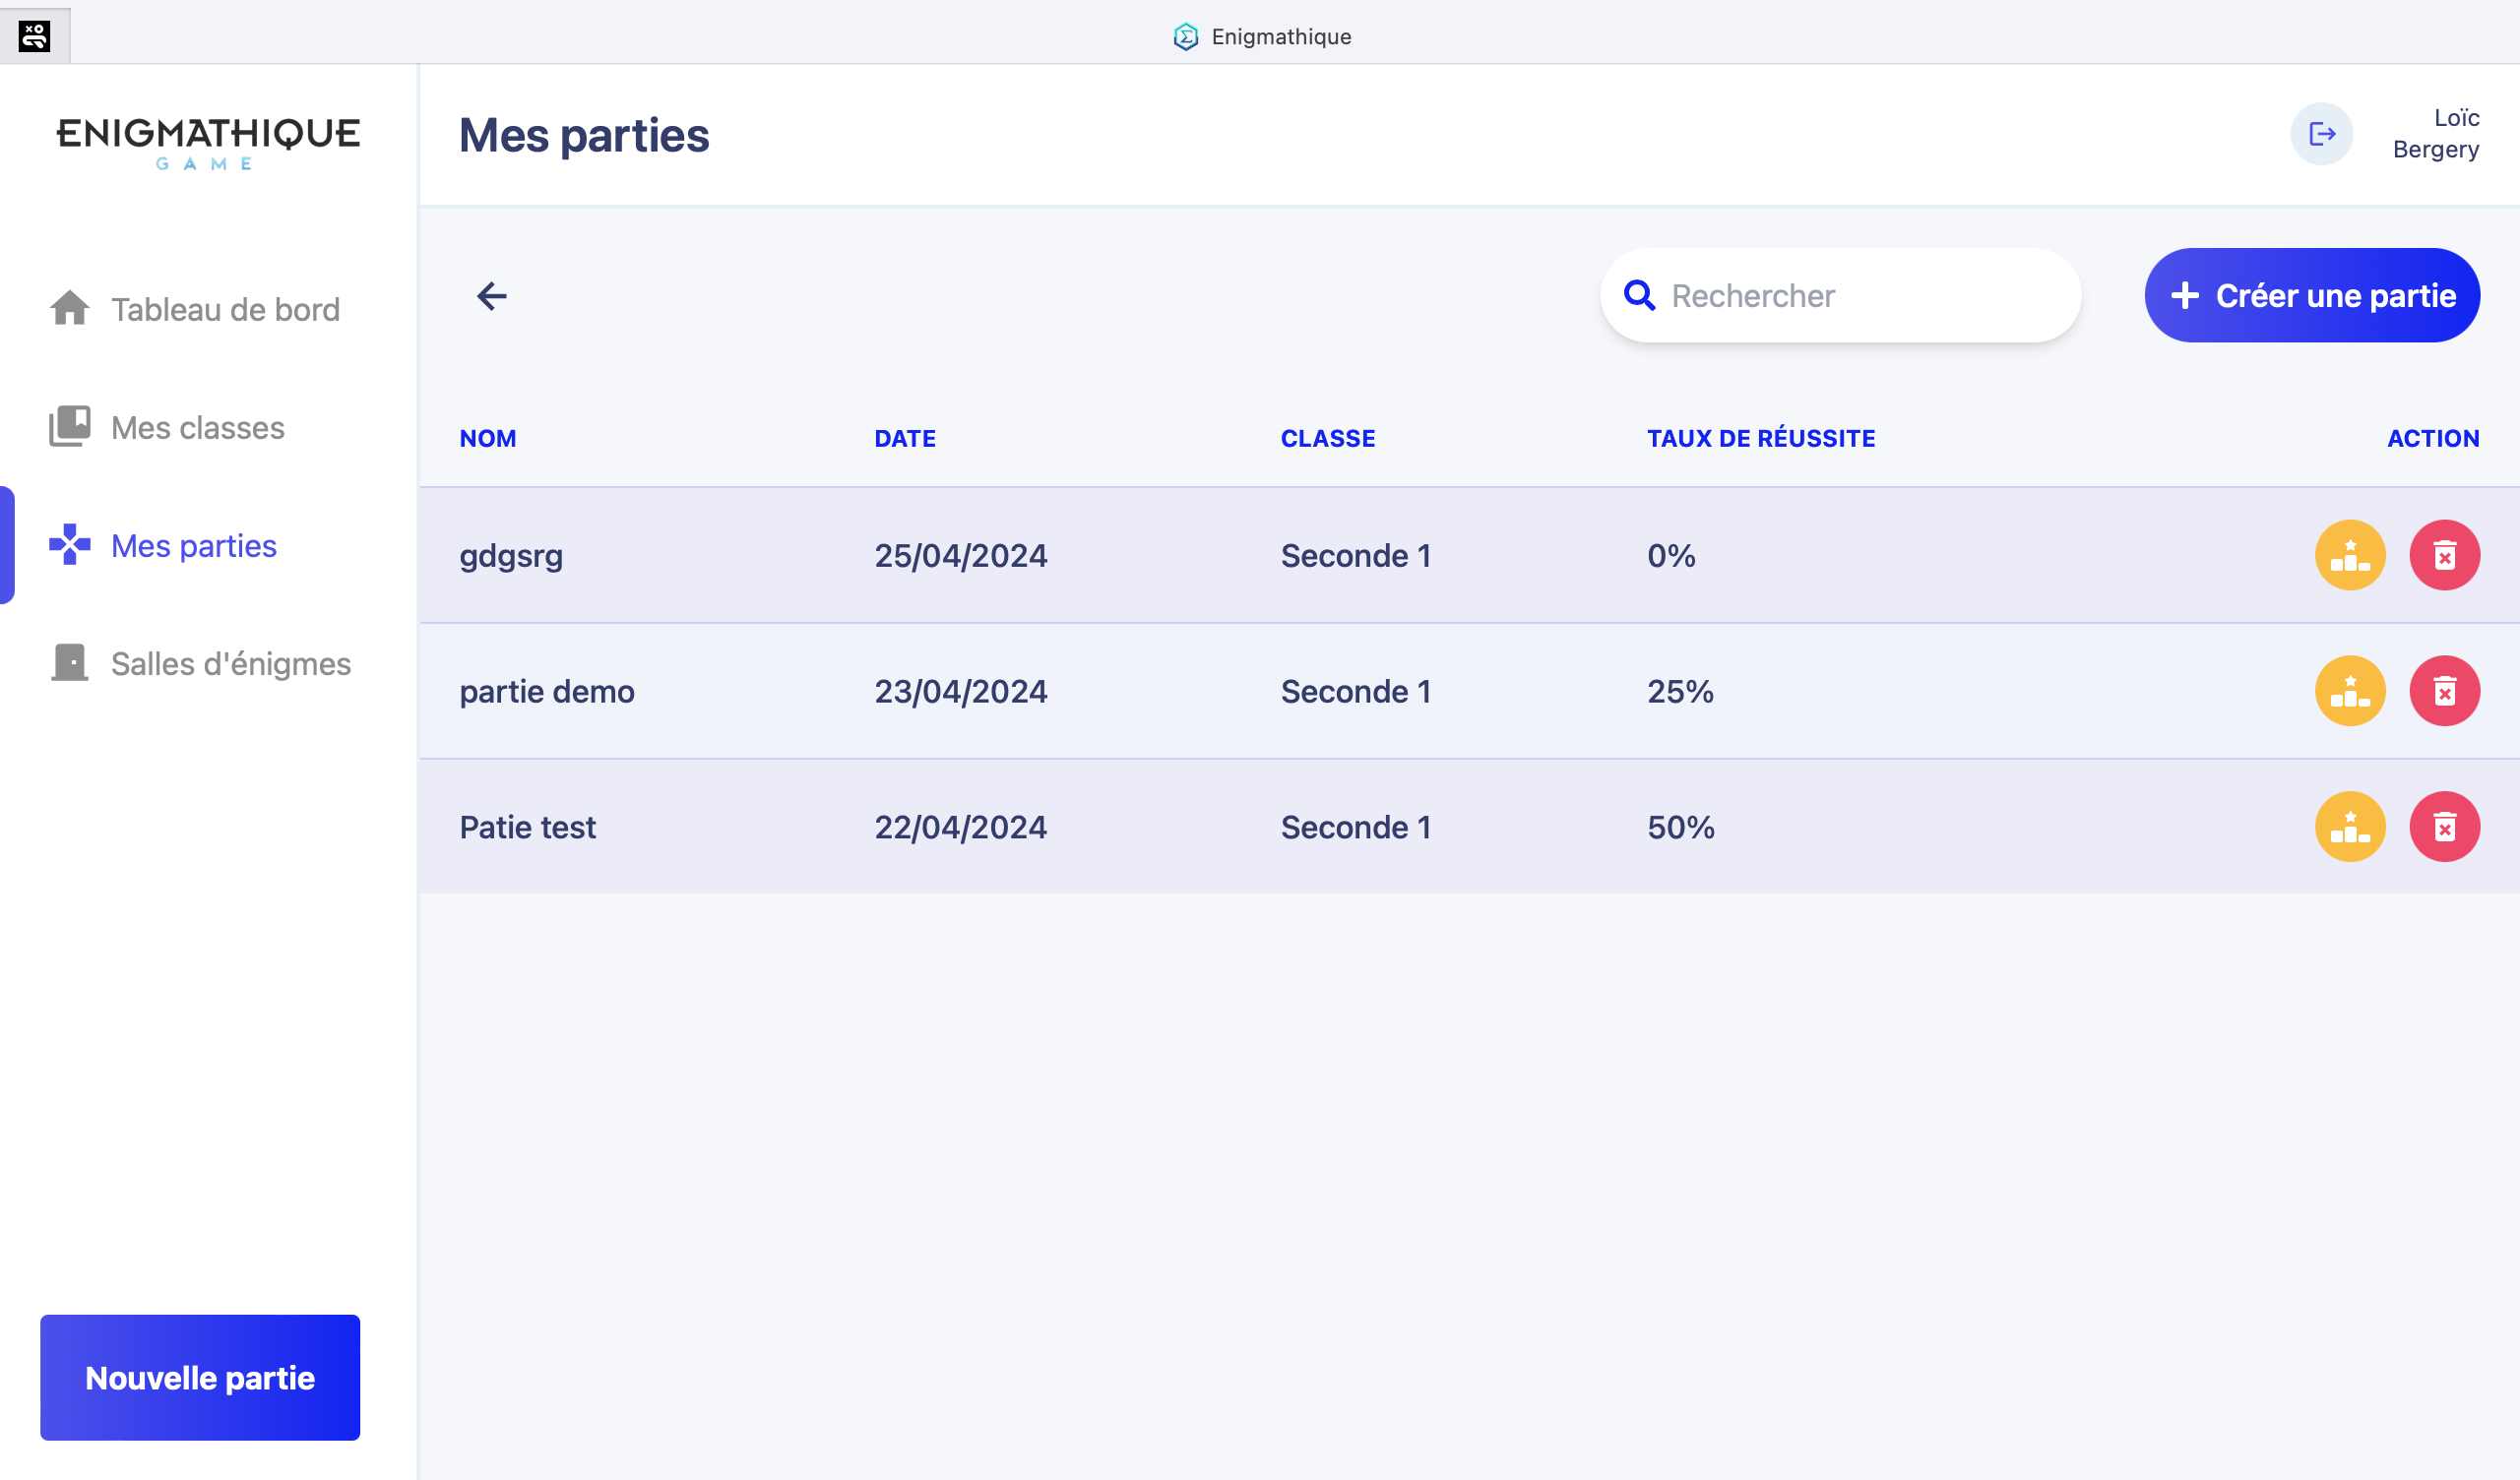 Enigmathique
ENIGMATHIQUE
GAME
Mes parties
Loïc
Bergery
Tableau de bord
Mes classes
Mes parties
Salles d'énigmes
Nouvelle partie
Rechercher
Créer une partie
NOM DATE CLASSE TAUX DE RÉUSSITE ACTION
gdgsrg 25/04/2024 Seconde 1 0%
partie demo 23/04/2024 Seconde 1 25%
Patie test 22/04/2024 Seconde 1 50%